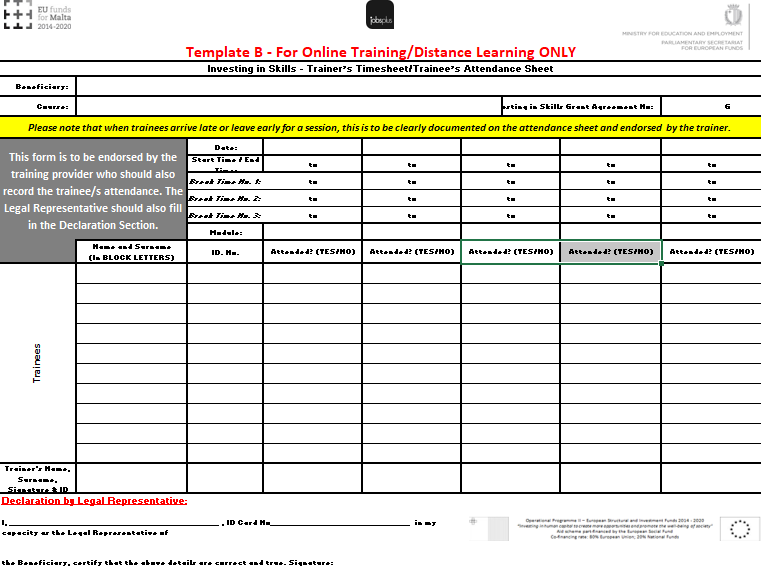 EU funds
for Malta
2014-2020
jobsplus
MINISTRY FOR EDUCATION AND EMPLOYMENT
PARLIAMENTARY SECRETARIAT
FOR EUROPEAN FUNDS
Template B - For Online Training/Distance Learning ONLY
Investing in Skills - Trainer's Timesheet/Trainee's Attendance Sheet
Beneficiary:
Course: Skills Grant Agreement No: 6
Please note that when trainees arrive late or leave early for a session, this is to be clearly documented on the attendance sheet and endorsed by the trainer.
This form is to be endorsed by the
training provider who should also
record the trainee/s attendance. The
Legal Representative should also fill
in the Declaration Section.
Date:
Start Time / End to to to to to
Break Time No. 1: to to to to to
Break Time No. 2: to to to to to
Break Time No. 3: to to to to to
Module:
Name and Surname
(In BLOCK LETTERS)
ID. No. Attended? (YES/NO) Attended? (YES/NO) Attended? (YES/NO) Attended? (YES/NO) Attended? (YES/NO)
Trainees
Trainer's Name,
Surname,
Signature & ID
Declaration by Legal Representative:
I, , ID Card No in my
capacity as the Legal Representative of
the Beneficiary, certify that the above details are correct and true. Signature:
Operational Programme II – European Structural and Investment Funds 2014 - 2020
"Investing in human capital to create more opportunities and promote the well-being of society"
Aid scheme part-financed by the European Social Fund
Co-financing rate: 80% European Union; 20% National Funds